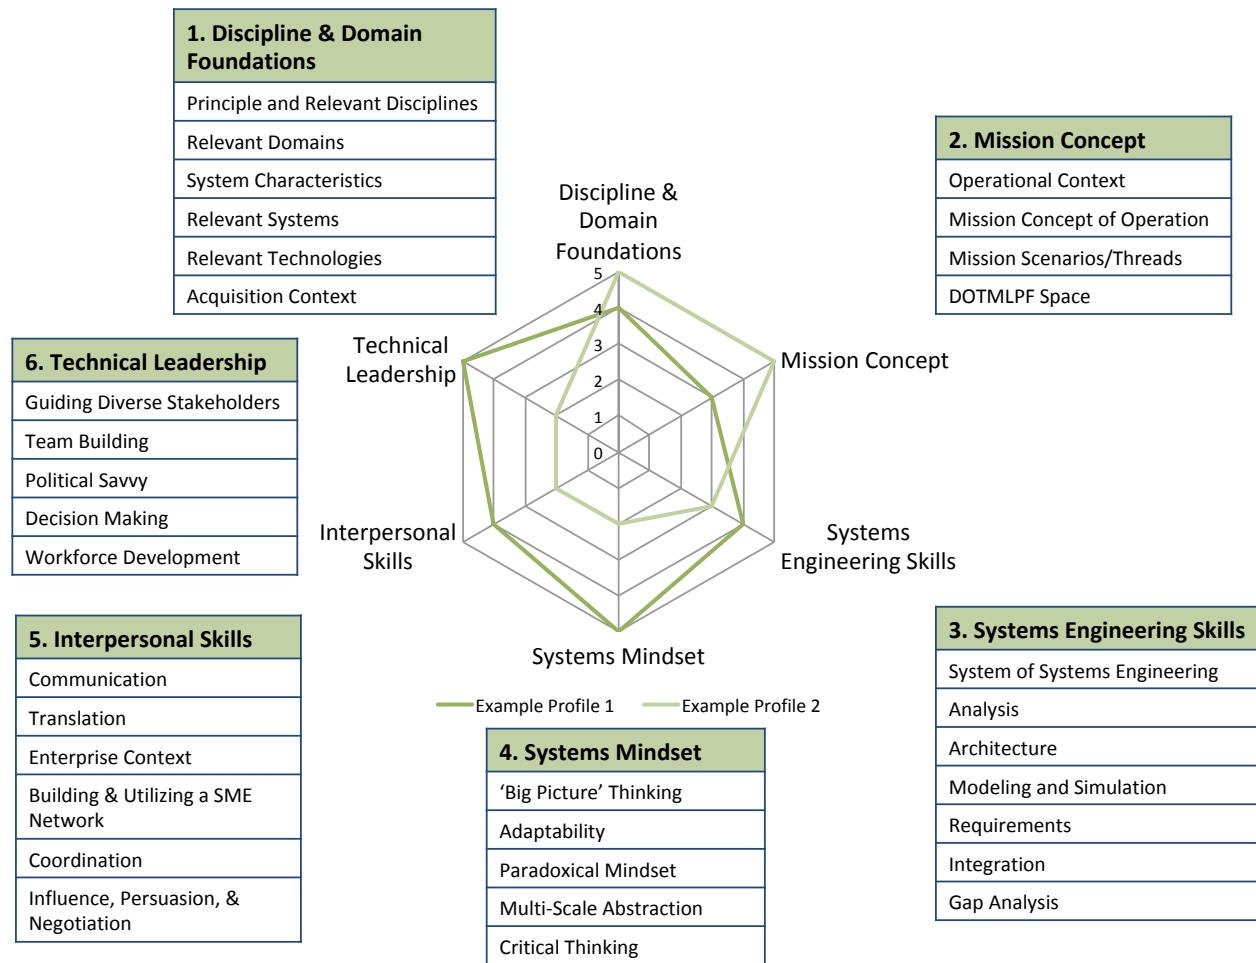 1. Discipline & Domain
Foundations
Principle and Relevant Disciplines
Relevant Domains
System Characteristics
Relevant Systems
Relevant Technologies
Acquisition Context
2. Mission Concept
Operational Context
Mission Concept of Operation
Mission Scenarios/Threads
DOTMLPF Space
Discipline &
Domain
Foundations
5
4
3
2
1
0
Mission Concept
Systems
Engineering Skills
Systems Mindset
Interpersonal
Skills
Technical
Leadership
Example Profile 1
Example Profile 2
6. Technical Leadership
Guiding Diverse Stakeholders
Team Building
Political Savvy
Decision Making
Workforce Development
5. Interpersonal Skills
Communication
Translation
Enterprise Context
Building & Utilizing a SME
Network
Coordination
Influence, Persuasion, &
Negotiation
4. Systems Mindset
‘Big Picture’ Thinking
Adaptability
Paradoxical Mindset
Multi-Scale Abstraction
Critical Thinking
3. Systems Engineering Skills
System of Systems Engineering
Analysis
Architecture
Modeling and Simulation
Requirements
Integration
Gap Analysis